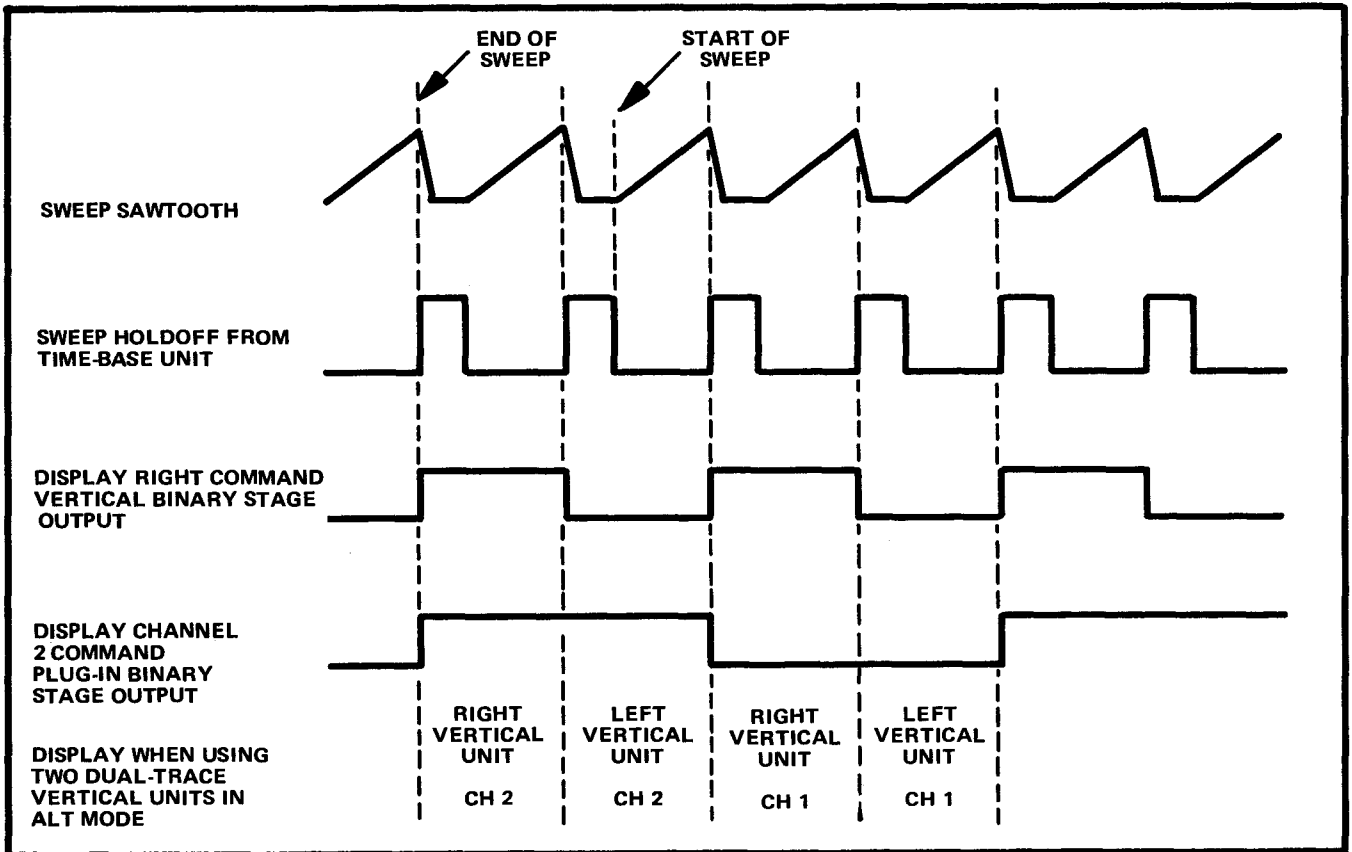 END OF
SWEEP
START OF
SWEEP
SWEEP SAWTOOTH
SWEEP HOLDOFF FROM
TIME-BASE UNIT
DISPLAY RIGHT COMMAND
VERTICAL BINARY STAGE
OUTPUT
DISPLAY CHANNEL
2 COMMAND
PLUG-IN BINARY
STAGE OUTPUT
DISPLAY WHEN USING
TWO DUAL-TRACE
VERTICAL UNITS IN
ALT MODE
RIGHT
VERTICAL
UNIT
CH 2
LEFT
VERTICAL
UNIT
CH 2
RIGHT
VERTICAL
UNIT
CH 1
LEFT
VERTICAL
UNIT
CH 1